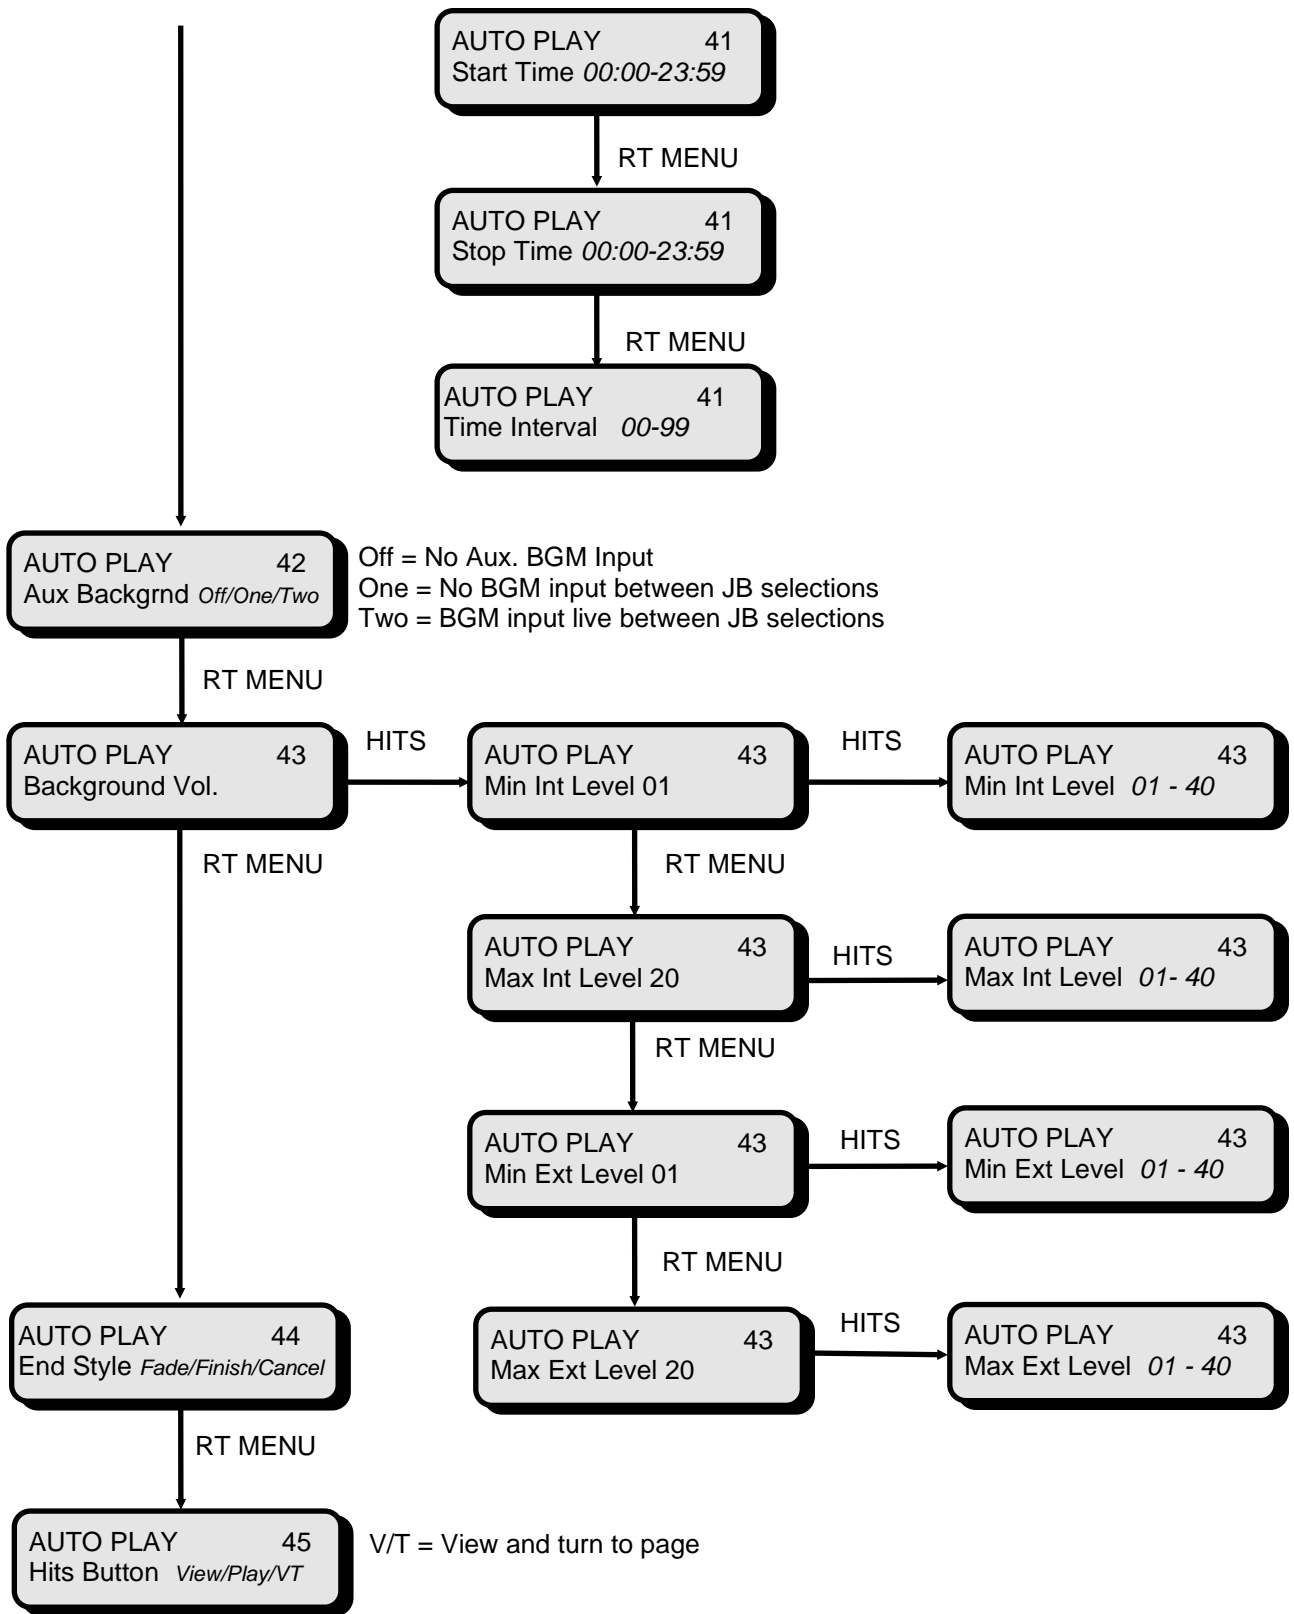 AUTO PLAY 41
Start Time 00:00-23:59
RT MENU
AUTO PLAY 41
Stop Time 00:00-23:59
RT MENU
AUTO PLAY 41
Time Interval 00-99
AUTO PLAY 42
Aux Backgrnd Off/One/Two
Off = No Aux. BGM Input
One = No BGM input between JB selections
Two = BGM input live between JB selections
RT MENU
AUTO PLAY 43
Background Vol.
HITS
AUTO PLAY 43
Min Int Level 01
HITS
AUTO PLAY 43
Min Int Level 01 - 40
RT MENU
RT MENU
AUTO PLAY 43
Max Int Level 20
HITS
AUTO PLAY 43
Max Int Level 01- 40
RT MENU
AUTO PLAY 43
Min Ext Level 01
HITS
AUTO PLAY 43
Min Ext Level 01 - 40
RT MENU
AUTO PLAY 44
End Style Fade/Finish/Cancel
AUTO PLAY 43
Max Ext Level 20
HITS
AUTO PLAY 43
Max Ext Level 01 - 40
RT MENU
AUTO PLAY 45
Hits Button View/Play/VT
V/T = View and turn to page